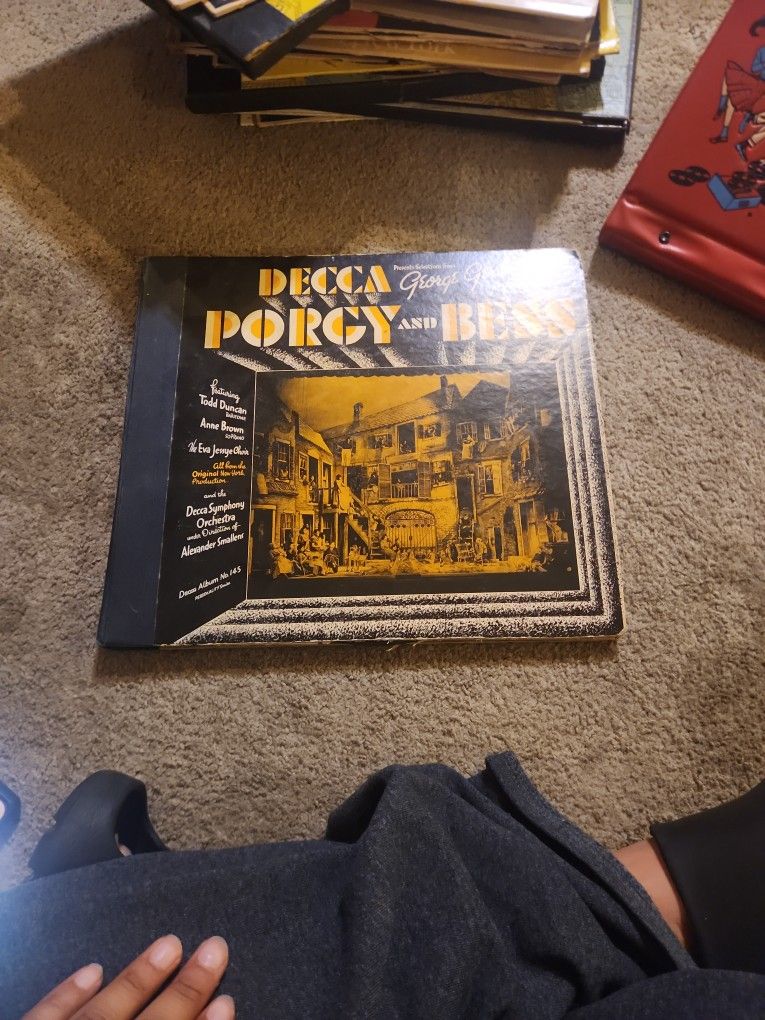 DECCA
Presents Selections from
George
PORGY AND BESS
featuring
Todd Duncan
BARITONE
Anne Brown
SOPRANO
The Eva Jessye Choir
all from the
Original New York
Production
and the
Decca Symphony
Orchestra
under Direction of
Alexander Smallens
Decca Album No. 145
PERSONALITY Series